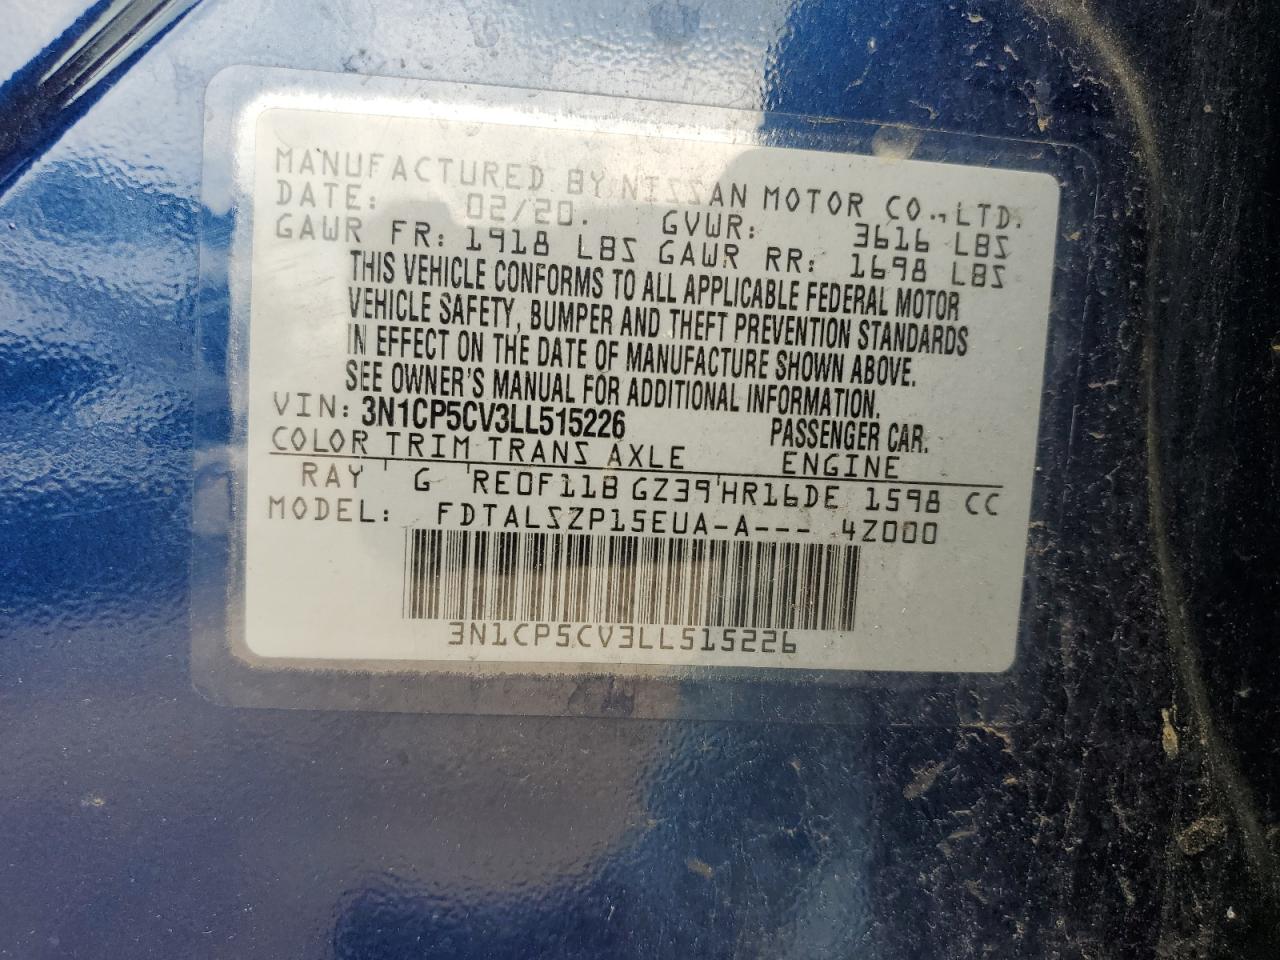 MANUFACTURED BY NISSAN MOTOR CO., LTD.
DATE: 02/20. GVWR: 3616 LBS
GAWR FR: 1918 LBS GAWR RR: 1698 LBS
THIS VEHICLE CONFORMS TO ALL APPLICABLE FEDERAL MOTOR
VEHICLE SAFETY, BUMPER AND THEFT PREVENTION STANDARDS
IN EFFECT ON THE DATE OF MANUFACTURE SHOWN ABOVE.
SEE OWNER'S MANUAL FOR ADDITIONAL INFORMATION.
VIN: 3N1CP5CV3LL515226 PASSENGER CAR.
COLOR TRIM TRANS AXLE ENGINE
RAY G RE0F11B GZ39 HR16DE 1598 CC
MODEL: FDTALSZP15EUA-A--- 4Z000
3N1CP5CV3LL515226